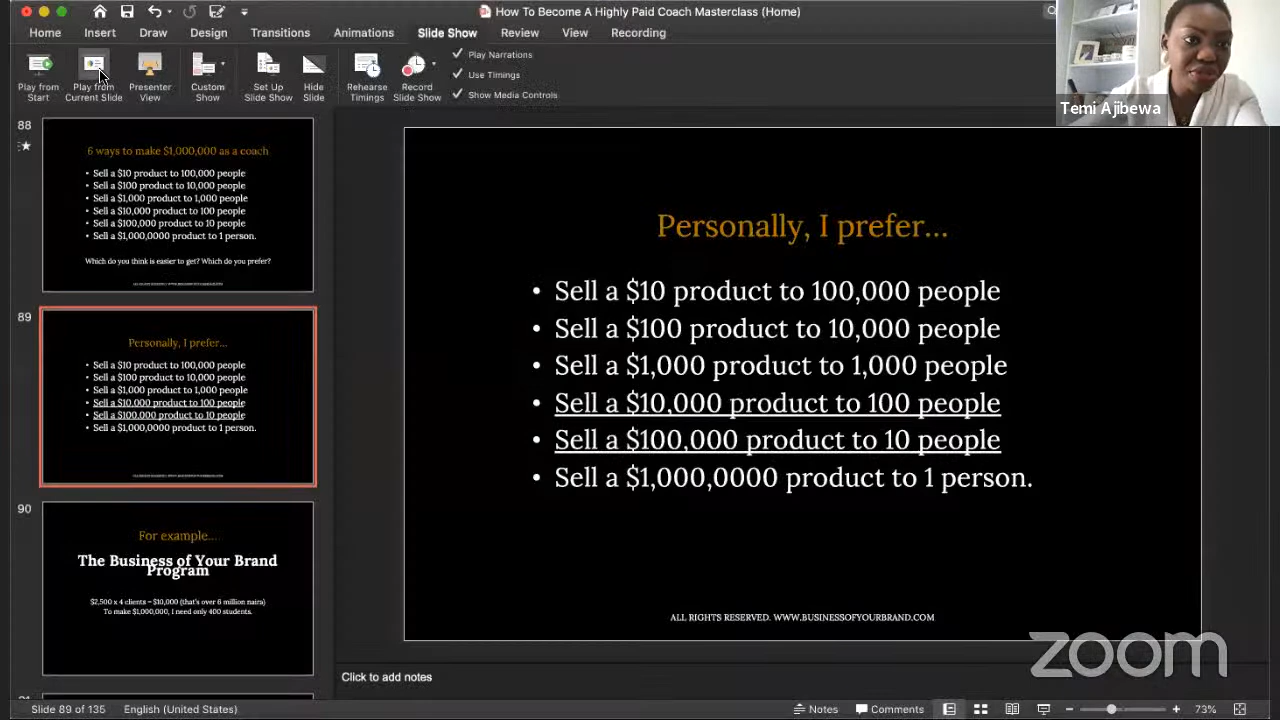 How To Become A Highly Paid Coach Masterclass (Home)
Home Insert Draw Design Transitions Animations Slide Show Review View Recording
Play from Start
Play from Current Slide
Presenter View
Custom Show
Set Up Slide Show
Hide Slide
Rehearse Timings
Record Slide Show
Play Narrations
Use Timings
Show Media Controls
Temi Ajibewa
88
6 ways to make $1,000,000 as a coach
• Sell a $10 product to 100,000 people
• Sell a $100 product to 10,000 people
• Sell a $1,000 product to 1,000 people
• Sell a $10,000 product to 100 people
• Sell a $100,000 product to 10 people
• Sell a $1,000,0000 product to 1 person.
Which do you think is easier to get? Which do you prefer?
89
Personally, I prefer...
• Sell a $10 product to 100,000 people
• Sell a $100 product to 10,000 people
• Sell a $1,000 product to 1,000 people
• Sell a $10,000 product to 100 people
• Sell a $100,000 product to 10 people
• Sell a $1,000,0000 product to 1 person.
90
For example....
The Business of Your Brand
Program
$2,500 x 4 clients = $10,000 (that's over 6 million naira)
To make $1,000,000, I need only 400 students.
Personally, I prefer...
• Sell a $10 product to 100,000 people
• Sell a $100 product to 10,000 people
• Sell a $1,000 product to 1,000 people
• Sell a $10,000 product to 100 people
• Sell a $100,000 product to 10 people
• Sell a $1,000,0000 product to 1 person.
ALL RIGHTS RESERVED. WWW.BUSINESSOFYOURBRAND.COM
zoom
Click to add notes
Slide 89 of 135 English (United States) Notes Comments 73%